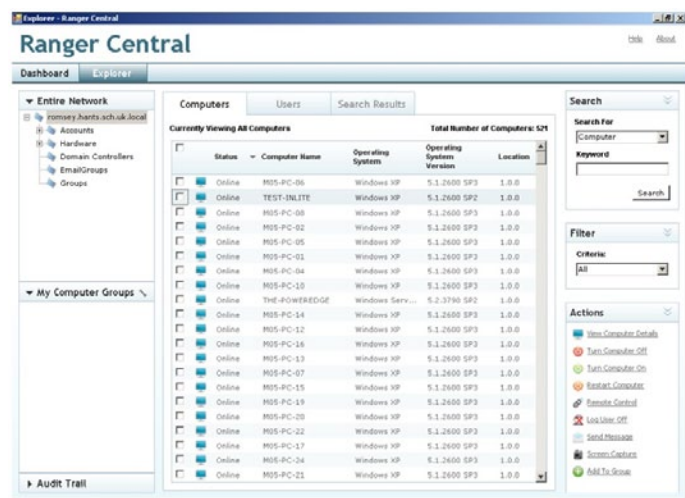 Explorer - Ranger Central
Ranger Central
Help About
Dashboard Explorer
Entire Network
romsey.hants.sch.uk.local
Accounts
Hardware
Domain Controllers
EmailGroups
Groups
My Computer Groups
Audit Trail
Computers Users Search Results
Currently Viewing All Computers Total Number of Computers: 521
Status Computer Name Operating System Operating System Version Location
Online M05-PC-06 Windows XP 5.1.2600 SP3 1.0.0
Online TEST-INLITE Windows XP 5.1.2600 SP2 1.0.0
Online M05-PC-08 Windows XP 5.1.2600 SP3 1.0.0
Online M05-PC-02 Windows XP 5.1.2600 SP3 1.0.0
Online M05-PC-05 Windows XP 5.1.2600 SP3 1.0.0
Online M05-PC-01 Windows XP 5.1.2600 SP3 1.0.0
Online M05-PC-04 Windows XP 5.1.2600 SP3 1.0.0
Online M05-PC-10 Windows XP 5.1.2600 SP3 1.0.0
Online THE-POWEREDGE Windows Serv... 5.2.3790 SP2 1.0.0
Online M05-PC-14 Windows XP 5.1.2600 SP3 1.0.0
Online M05-PC-12 Windows XP 5.1.2600 SP3 1.0.0
Online M05-PC-16 Windows XP 5.1.2600 SP3 1.0.0
Online M05-PC-13 Windows XP 5.1.2600 SP3 1.0.0
Online M05-PC-07 Windows XP 5.1.2600 SP3 1.0.0
Online M05-PC-15 Windows XP 5.1.2600 SP3 1.0.0
Online M05-PC-19 Windows XP 5.1.2600 SP3 1.0.0
Online M05-PC-20 Windows XP 5.1.2600 SP3 1.0.0
Online M05-PC-22 Windows XP 5.1.2600 SP3 1.0.0
Online M05-PC-17 Windows XP 5.1.2600 SP3 1.0.0
Online M05-PC-24 Windows XP 5.1.2600 SP3 1.0.0
Online M05-PC-21 Windows XP 5.1.2600 SP3 1.0.0
Search
Search For
Computer
Keyword
Search
Filter
Criteria:
All
Actions
View Computer Details
Turn Computer Off
Turn Computer On
Restart Computer
Remote Control
Log User Off
Send Message
Screen Capture
Add To Group